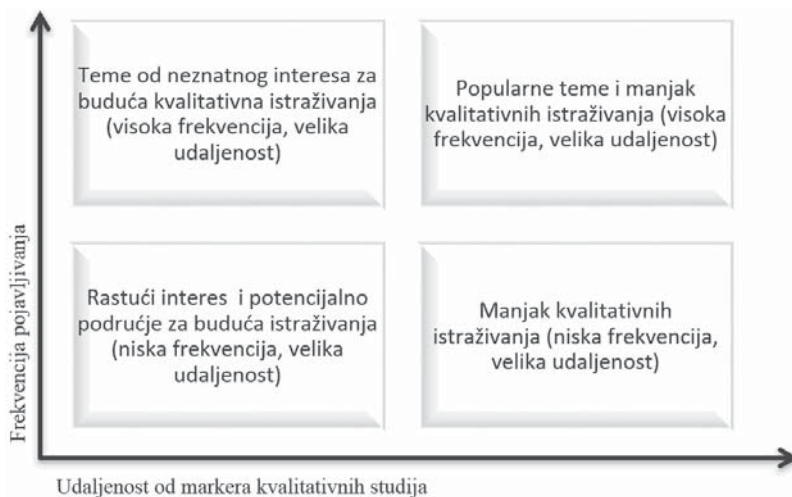 Frekvencija pojavljivanja
Teme od neznatnog interesa za
buduća kvalitativna istraživanja
(visoka frekvencija, velika
udaljenost)
Popularne teme i manjak
kvalitativnih istraživanja (visoka
frekvencija, velika udaljenost)
Rastući interes i potencijalno
područje za buduća istraživanja
(niska frekvencija, velika
udaljenost)
Manjak kvalitativnih
istraživanja (niska frekvencija,
velika udaljenost)
Udaljenost od markera kvalitativnih studija